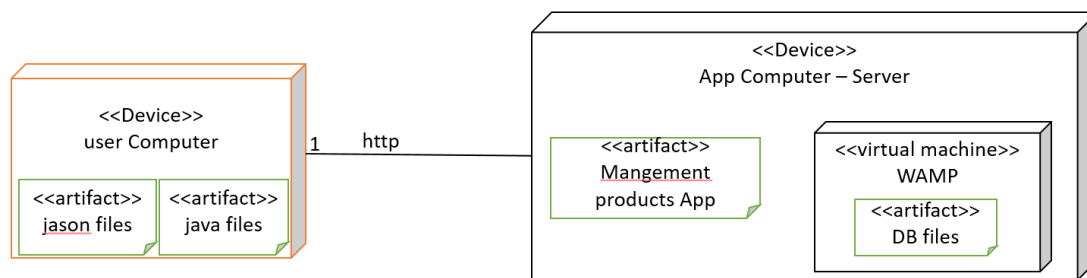 <<Device>>
user Computer
<<artifact>>
jason files
<<artifact>>
java files
1
http
<<Device>>
App Computer – Server
<<artifact>>
Mangement
products App
<<virtual machine>>
WAMP
<<artifact>>
DB files